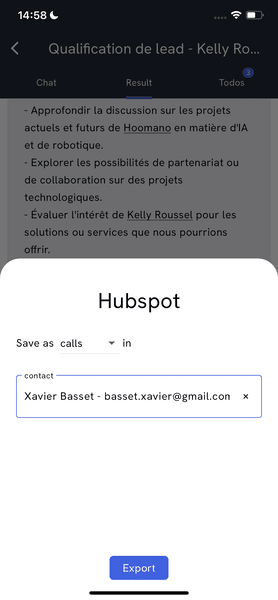 14:58
Qualification de lead - Kelly Ro...
Chat
Result
Todos
3
- Approfondir la discussion sur les projets
actuels et futurs de Hoomano en matière d'IA
et de robotique.
- Explorer les possibilités de partenariat ou
de collaboration sur des projets
technologiques.
- Évaluer l'intérêt de Kelly Roussel pour les
solutions ou services que nous pourrions
offrir.
Hubspot
Save as calls in
contact
Xavier Basset - basset.xavier@gmail.con
Export